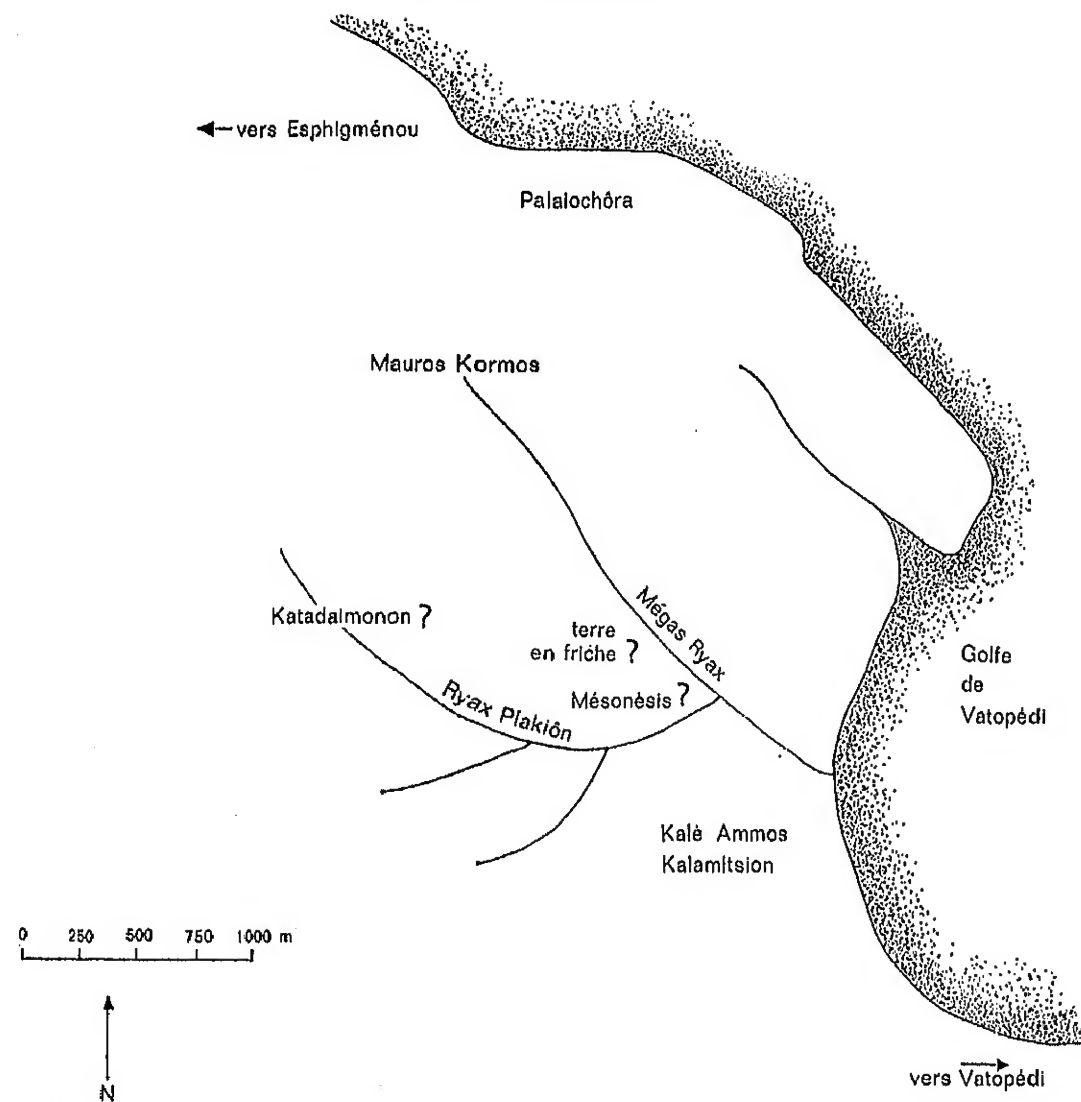 vers Esphigménou
Palaiochôra
Mauros Kormos
Katadaimonon ?
terre
en friche ?
Mégas Ryax
Mésonèsis ?
Ryax Plakiôn
Golfe
de
Vatopédi
Kalè Ammos
Kalamitsion
0 250 500 750 1000 m
N
vers Vatopédi